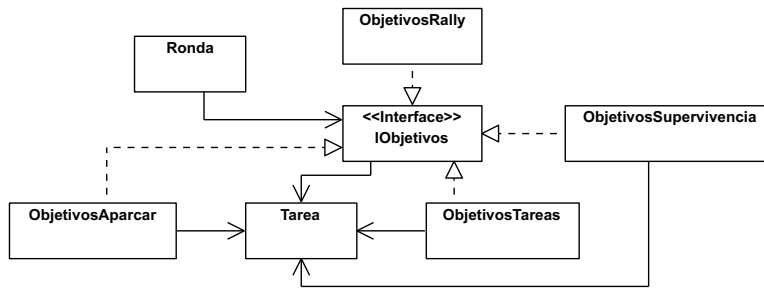 ObjetivosRally
Ronda
<<Interface>>
IObjetivos
ObjetivosSupervivencia
ObjetivosAparcar
Tarea
ObjetivosTareas